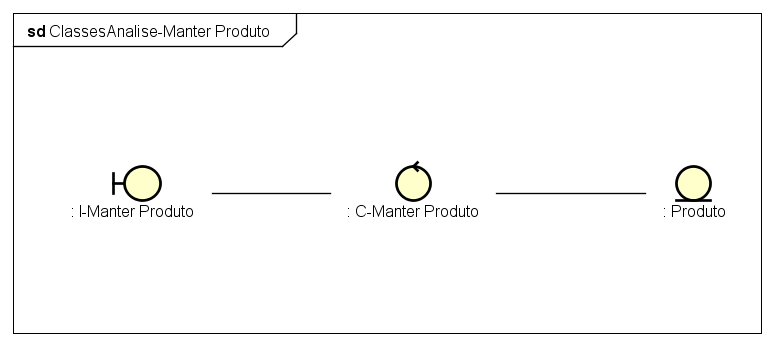 sd ClassesAnalise-Manter Produto
: I-Manter Produto
: C-Manter Produto
: Produto